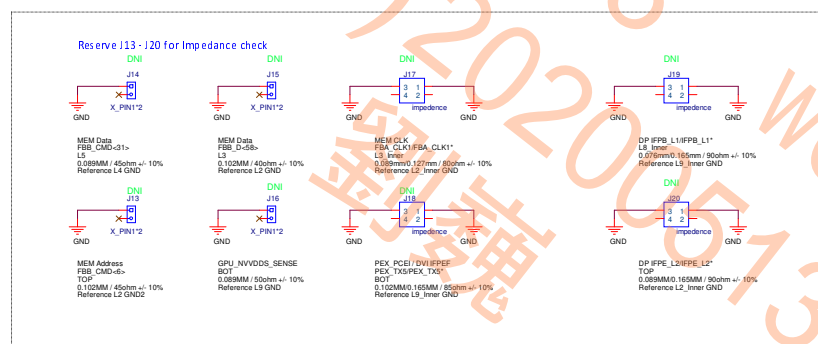 Reserve J13 - J20 for Impedance check
DNI
J14
X_PIN1*2
GND
MEM Data
FBB_CMD<31>
L5
0.089MM / 45ohm +/- 10%
Reference L4 GND
DNI
J15
X_PIN1*2
GND
MEM Data
FBB_D<58>
L3
0.102MM / 40ohm +/- 10%
Reference L2 GND
DNI
J17
3 1
4 2
impedence
GND
GND
MEM CLK
FBA_CLK1/FBA_CLK1*
L3_Inner
0.089mm/0.127mm / 80ohm +/- 10%
Reference L2_Inner GND
DNI
J19
3 1
4 2
impedence
GND
GND
DP IFPB_L1/IFPB_L1*
L8_Inner
0.076mm/0.165mm / 90ohm +/- 10%
Reference L9_Inner GND
DNI
J13
X_PIN1*2
GND
MEM Address
FBB_CMD<6>
TOP
0.102MM / 45ohm +/- 10%
Reference L2 GND2
DNI
J16
X_PIN1*2
GND
GPU_NVVDDS_SENSE
BOT
0.089MM / 50ohm +/- 10%
Reference L9 GND
DNI
J18
3 1
4 2
impedence
GND
GND
PEX_PCEI / DVI IFPEF
PEX_TX5/PEX_TX5*
BOT
0.102MM/0.165MM / 85ohm +/- 10%
Reference L9_Inner GND
DNI
J20
3 1
4 2
impedence
GND
GND
DP IFPE_L2/IFPE_L2*
TOP
0.089MM/0.165MM / 90ohm +/- 10%
Reference L2_Inner GND
劉巍
20200513